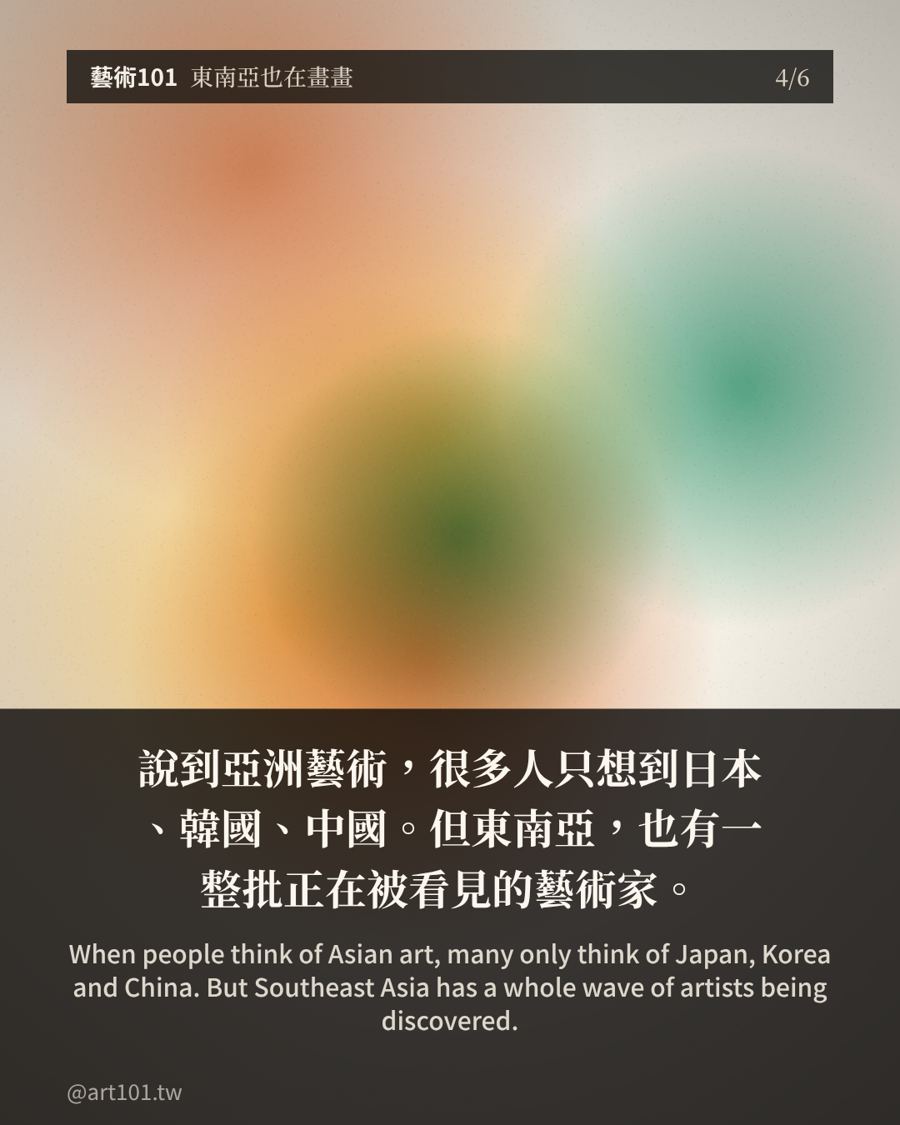 藝術101 東南亞也在畫畫 4/6
說到亞洲藝術，很多人只想到日本
、韓國、中國。但東南亞，也有一
整批正在被看見的藝術家。
When people think of Asian art, many only think of Japan, Korea
and China. But Southeast Asia has a whole wave of artists being
discovered.
@art101.tw